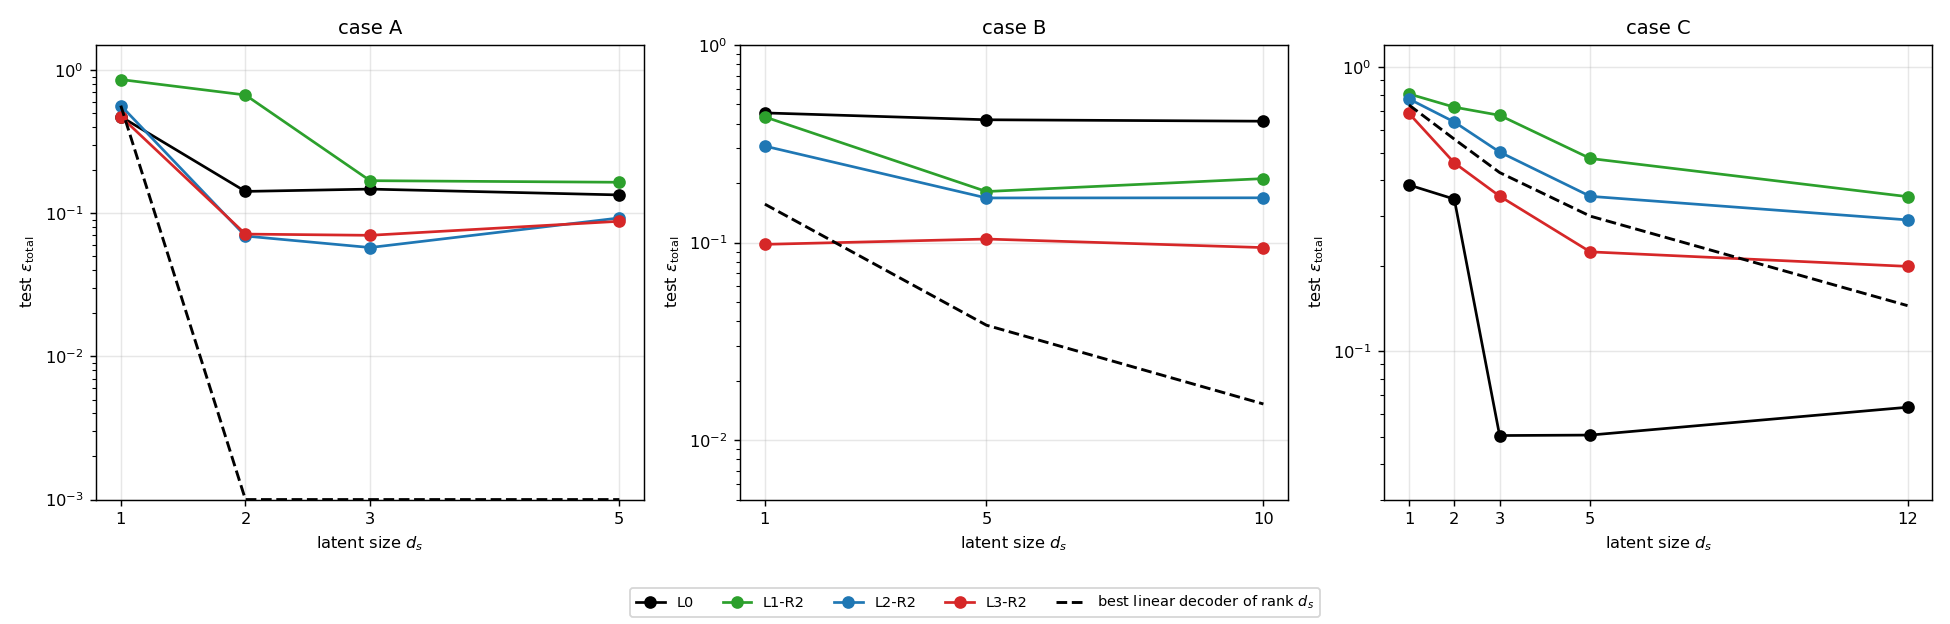 case A
10⁰
10⁻¹
10⁻²
10⁻³
test ε_total
1 2 3 5
latent size d_s
case B
10⁰
10⁻¹
10⁻²
test ε_total
1 5 10
latent size d_s
case C
10⁰
10⁻¹
test ε_total
1 2 3 5 12
latent size d_s
L0 L1-R2 L2-R2 L3-R2 best linear decoder of rank d_s